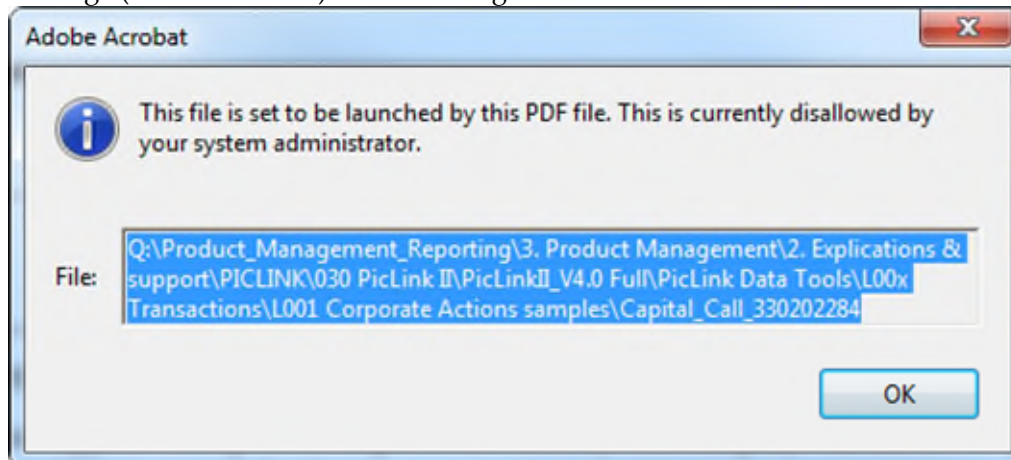 Adobe Acrobat
This file is set to be launched by this PDF file. This is currently disallowed by
your system administrator.
File:
Q:\Product_Management_Reporting\3. Product Management\2. Explications &
support\PICLINK\030 PicLink II\PicLinkII_V4.0 Full\PicLink Data Tools\L00x
Transactions\L001 Corporate Actions samples\Capital_Call_330202284
OK